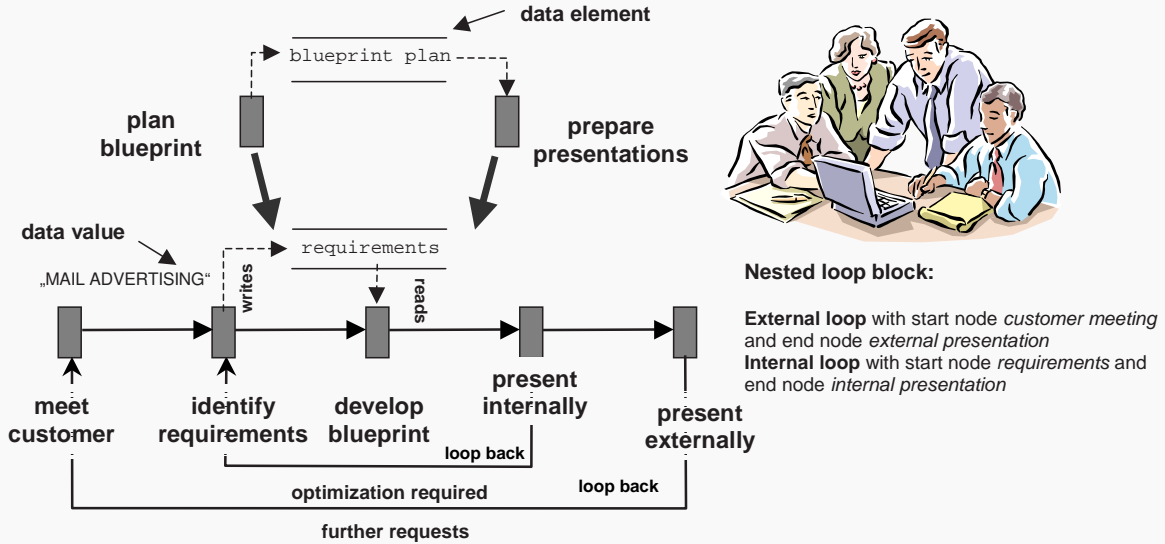 data element
blueprint plan
plan
blueprint
prepare
presentations
data value
requirements
„MAIL ADVERTISING“
writes
reads
meet
customer
identify
requirements
develop
blueprint
present
internally
present
externally
loop back
optimization required
loop back
further requests
Nested loop block:
External loop with start node customer meeting
and end node external presentation
Internal loop with start node requirements and
end node internal presentation